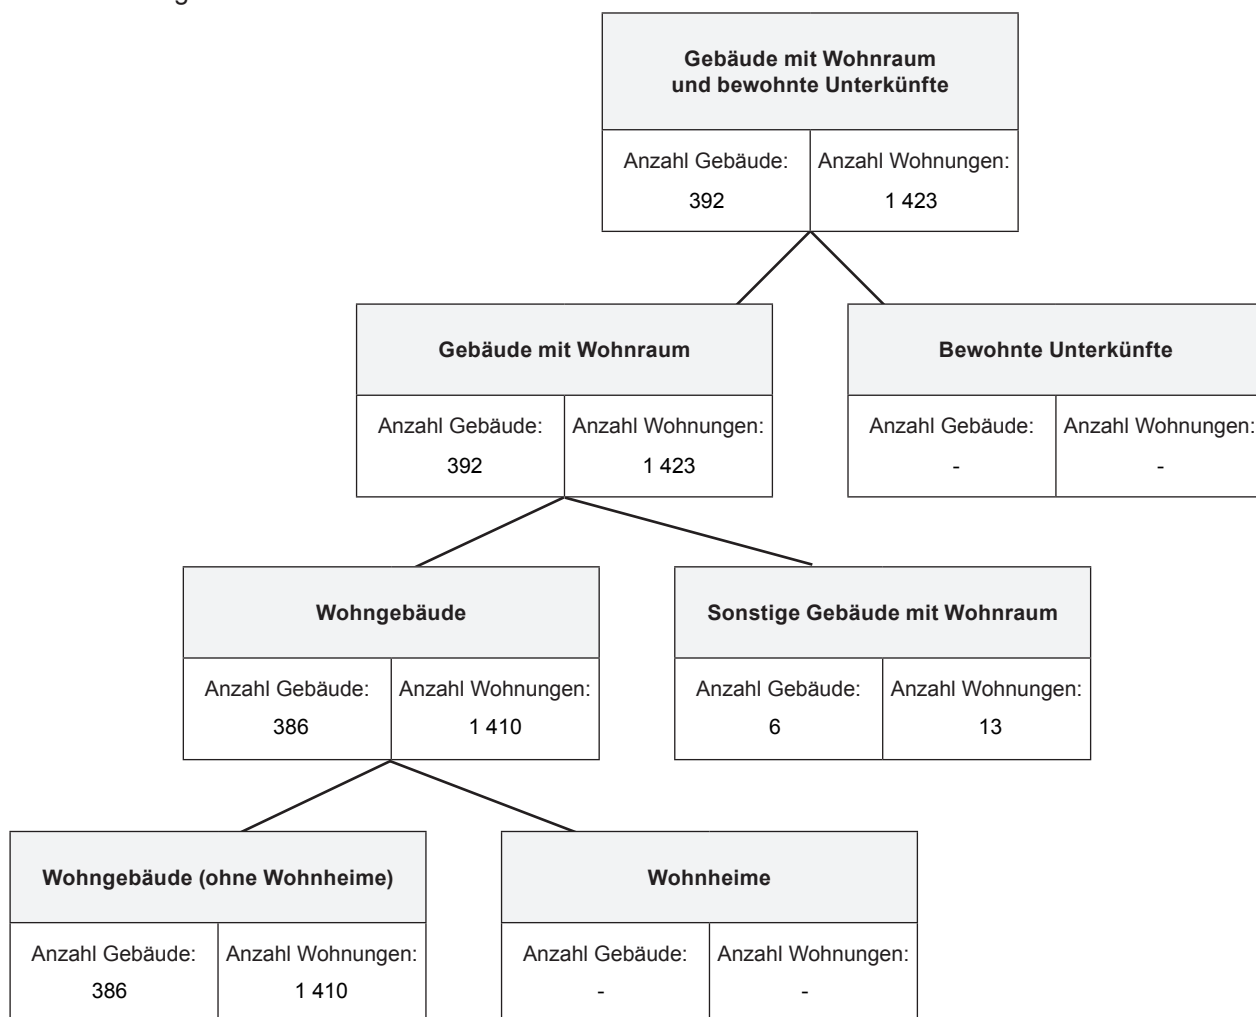 Gebäude mit Wohnraum
und bewohnte Unterkünfte
Anzahl Gebäude: Anzahl Wohnungen:
392 1 423
Gebäude mit Wohnraum Bewohnte Unterkünfte
Anzahl Gebäude: Anzahl Wohnungen: Anzahl Gebäude: Anzahl Wohnungen:
392 1 423 - -
Wohngebäude Sonstige Gebäude mit Wohnraum
Anzahl Gebäude: Anzahl Wohnungen: Anzahl Gebäude: Anzahl Wohnungen:
386 1 410 6 13
Wohngebäude (ohne Wohnheime) Wohnheime
Anzahl Gebäude: Anzahl Wohnungen: Anzahl Gebäude: Anzahl Wohnungen:
386 1 410 - -